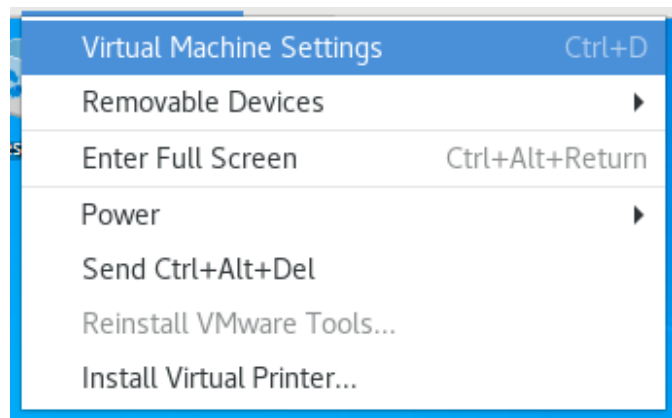 Virtual Machine Settings Ctrl+D
Removable Devices
Enter Full Screen Ctrl+Alt+Return
Power
Send Ctrl+Alt+Del
Reinstall VMware Tools...
Install Virtual Printer...